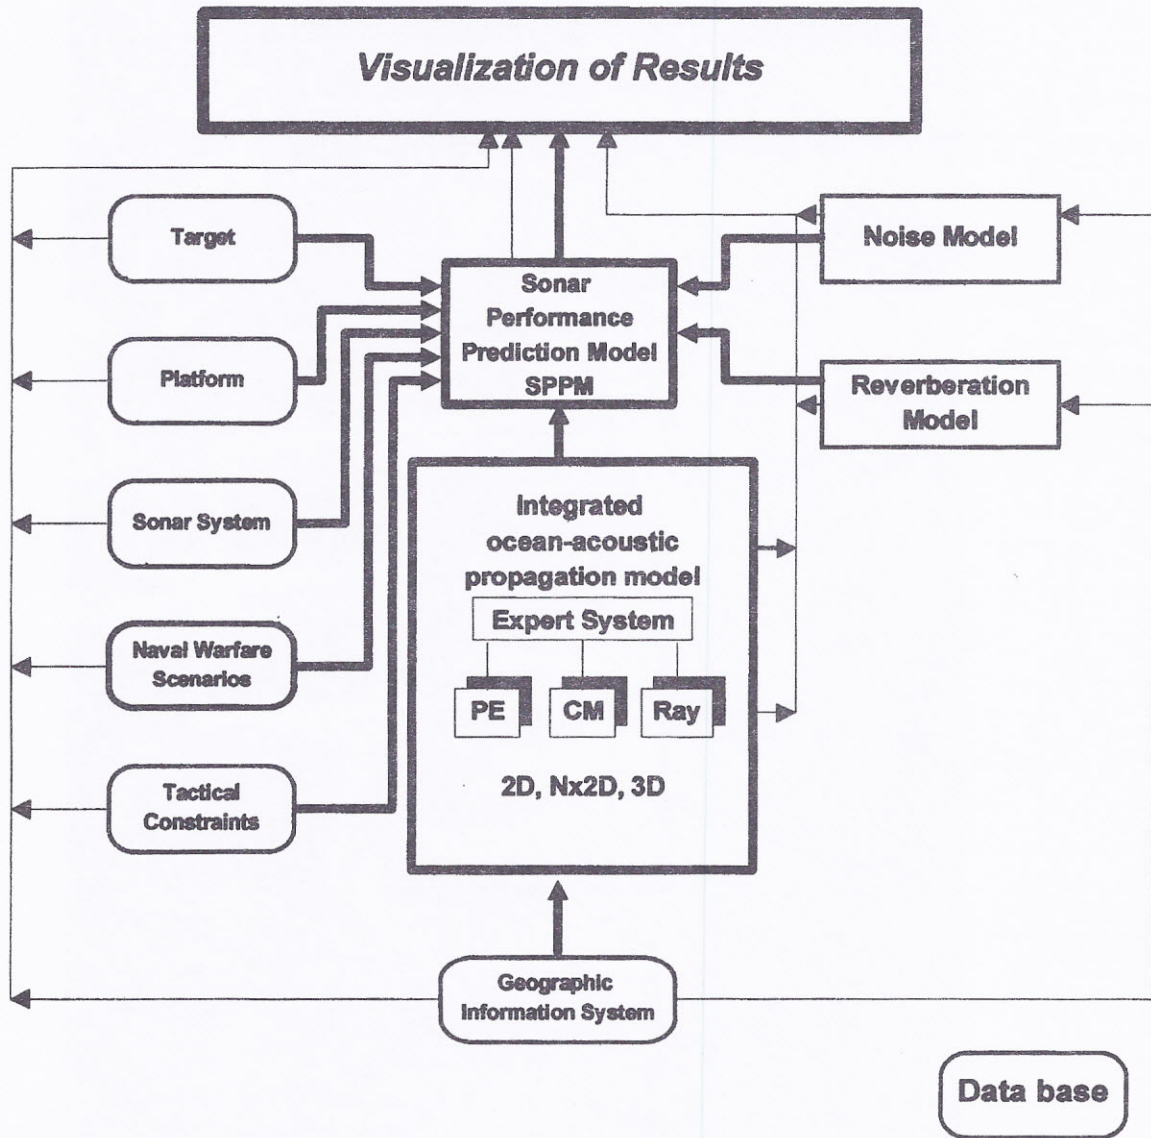 Visualization of Results
Target
Platform
Sonar System
Naval Warfare
Scenarios
Tactical
Constraints
Sonar
Performance
Prediction Model
SPPM
Noise Model
Reverberation
Model
Integrated
ocean-acoustic
propagation model
Expert System
PE CM Ray
2D, Nx2D, 3D
Geographic
Information System
Data base